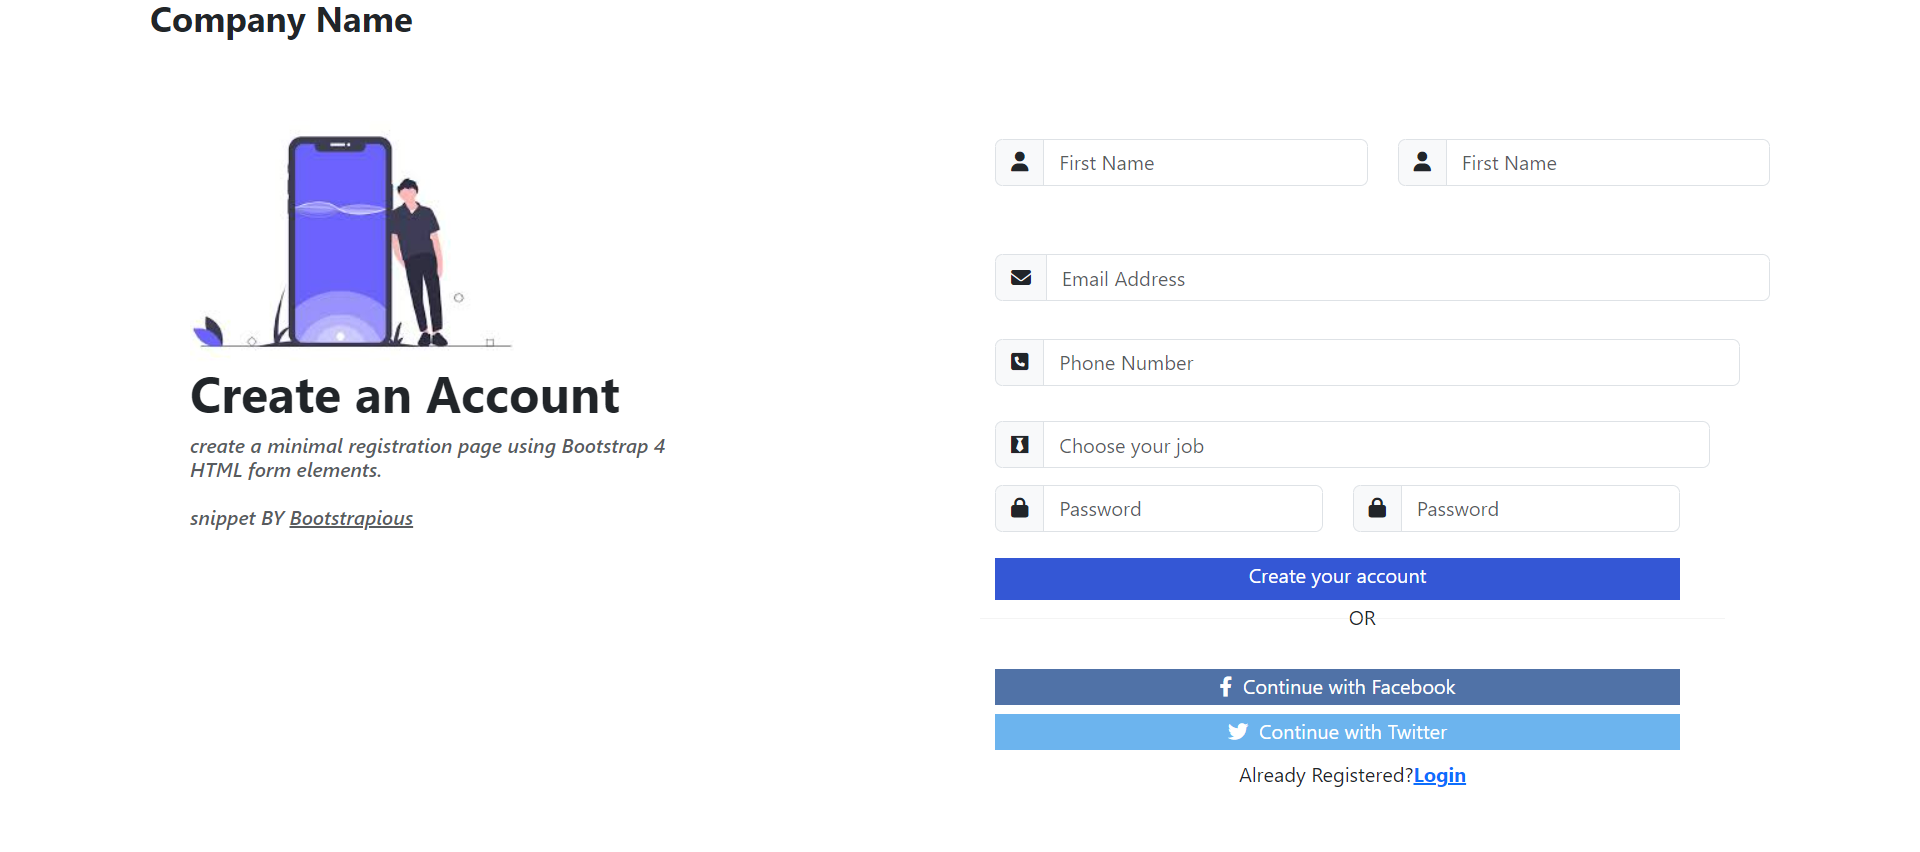 Company Name
First Name
First Name
Email Address
Phone Number
Choose your job
Password
Password
Create an Account
create a minimal registration page using Bootstrap 4
HTML form elements.
snippet BY Bootstrapious
Create your account
OR
Continue with Facebook
Continue with Twitter
Already Registered?Login